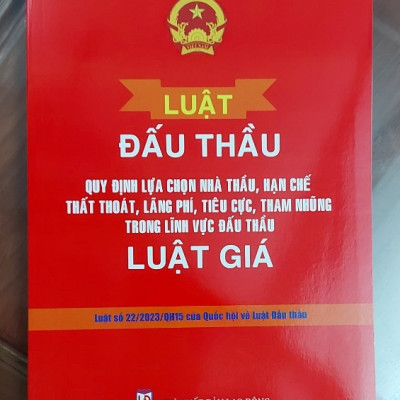 LUẬT
ĐẤU THẦU
QUY ĐỊNH LỰA CHỌN NHÀ THẦU, HẠN CHẾ
THẤT THOÁT, LÃNG PHÍ, TIÊU CỰC, THAM NHŨNG
TRONG LĨNH VỰC ĐẤU THẦU
LUẬT GIÁ
Luật số 22/2023/QH15 của Quốc hội về Luật Đấu thầu